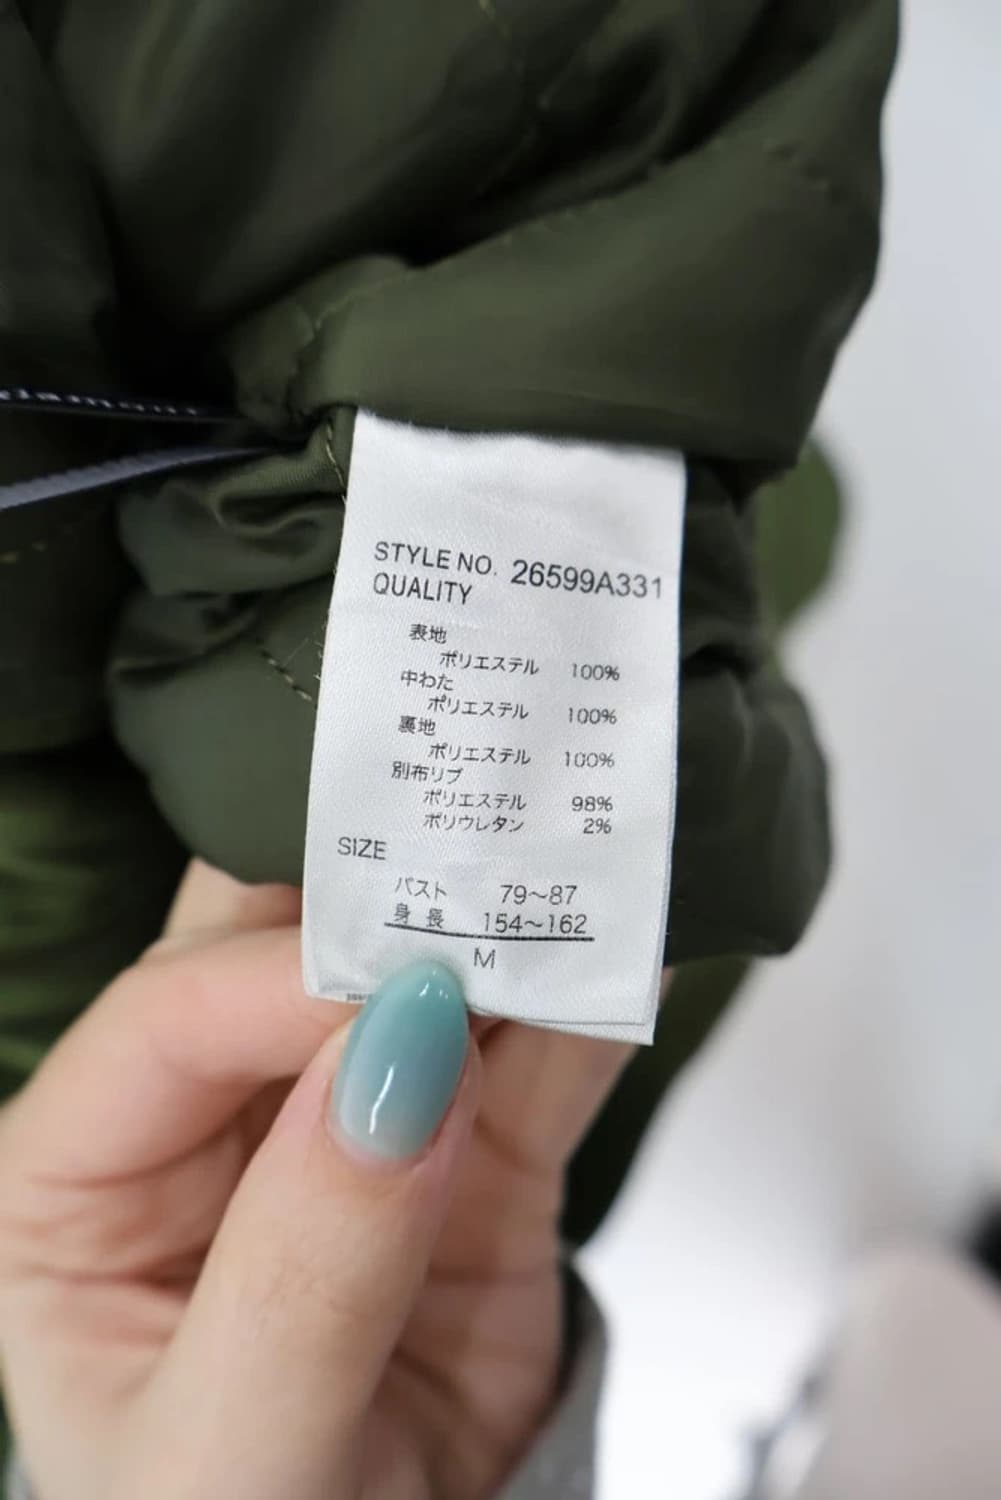 STYLE NO. 26599A331
QUALITY
表地
ポリエステル 100%
中わた
ポリエステル 100%
裏地
ポリエステル 100%
別布リブ
ポリエステル 98%
ポリウレタン 2%
SIZE
バスト 79～87
身長 154～162
M